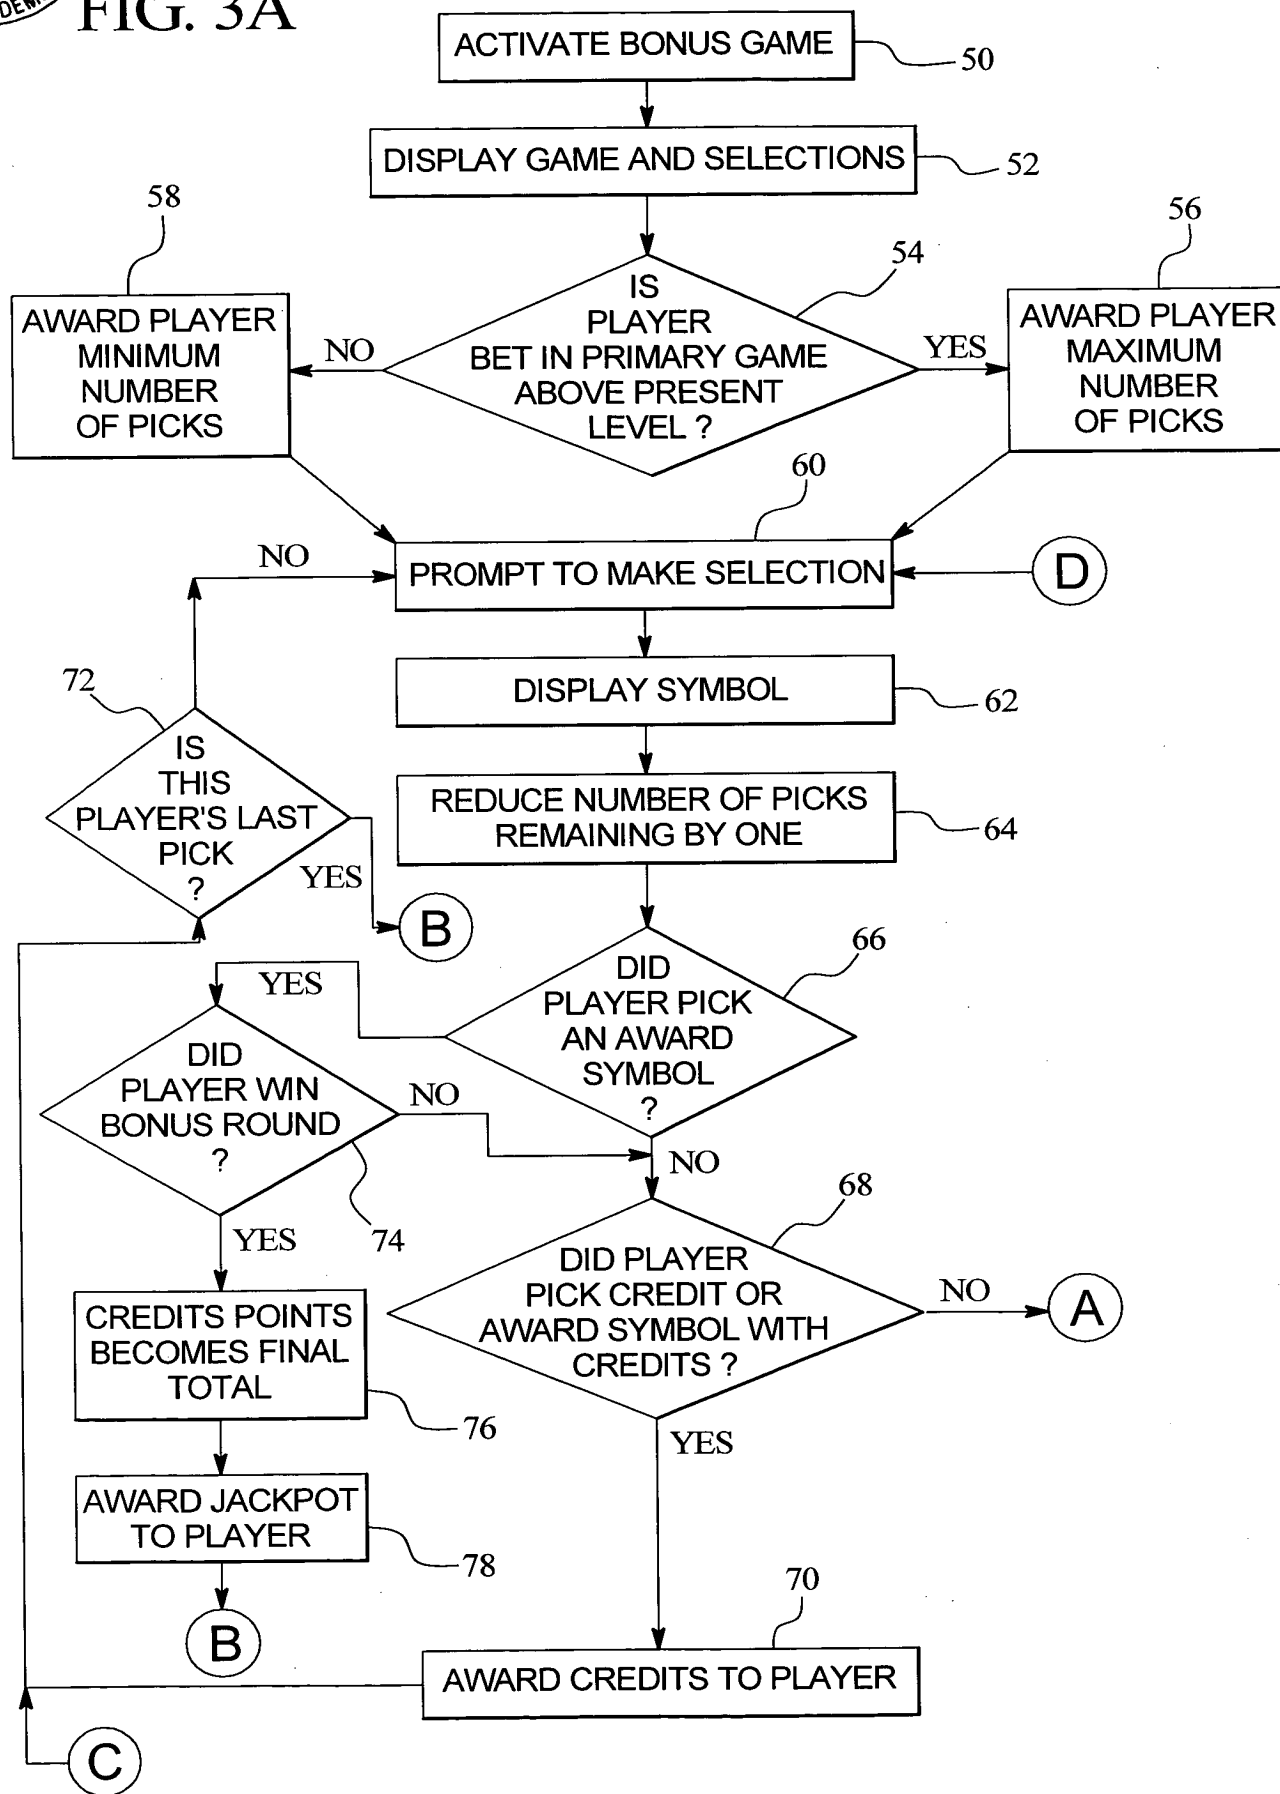 FIG. 3A
ACTIVATE BONUS GAME
50
DISPLAY GAME AND SELECTIONS
52
58
56
54
IS
PLAYER
BET IN PRIMARY GAME
ABOVE PRESENT
LEVEL ?
NO
YES
AWARD PLAYER
MINIMUM
NUMBER
OF PICKS
AWARD PLAYER
MAXIMUM
NUMBER
OF PICKS
60
NO
PROMPT TO MAKE SELECTION
D
DISPLAY SYMBOL
62
72
IS
THIS
PLAYER'S LAST
PICK
?
YES
B
REDUCE NUMBER OF PICKS
REMAINING BY ONE
64
66
DID
PLAYER PICK
AN AWARD
SYMBOL
?
YES
NO
DID
PLAYER WIN
BONUS ROUND
?
NO
74
YES
68
DID PLAYER
PICK CREDIT OR
AWARD SYMBOL WITH
CREDITS ?
NO
A
YES
CREDITS POINTS
BECOMES FINAL
TOTAL
76
AWARD JACKPOT
TO PLAYER
78
B
70
AWARD CREDITS TO PLAYER
C